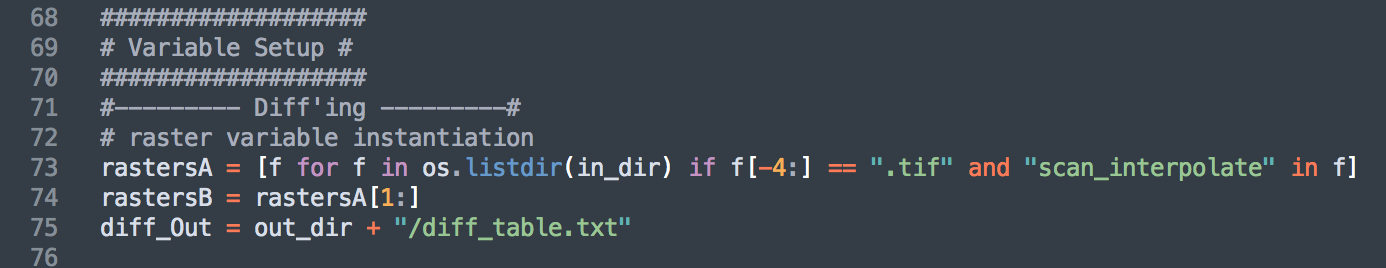 68 ###################
69 # Variable Setup #
70 ###################
71 #--------- Diff'ing ---------#
72 # raster variable instantiation
73 rastersA = [f for f in os.listdir(in_dir) if f[-4:] == ".tif" and "scan_interpolate" in f]
74 rastersB = rastersA[1:]
75 diff_Out = out_dir + "/diff_table.txt"
76